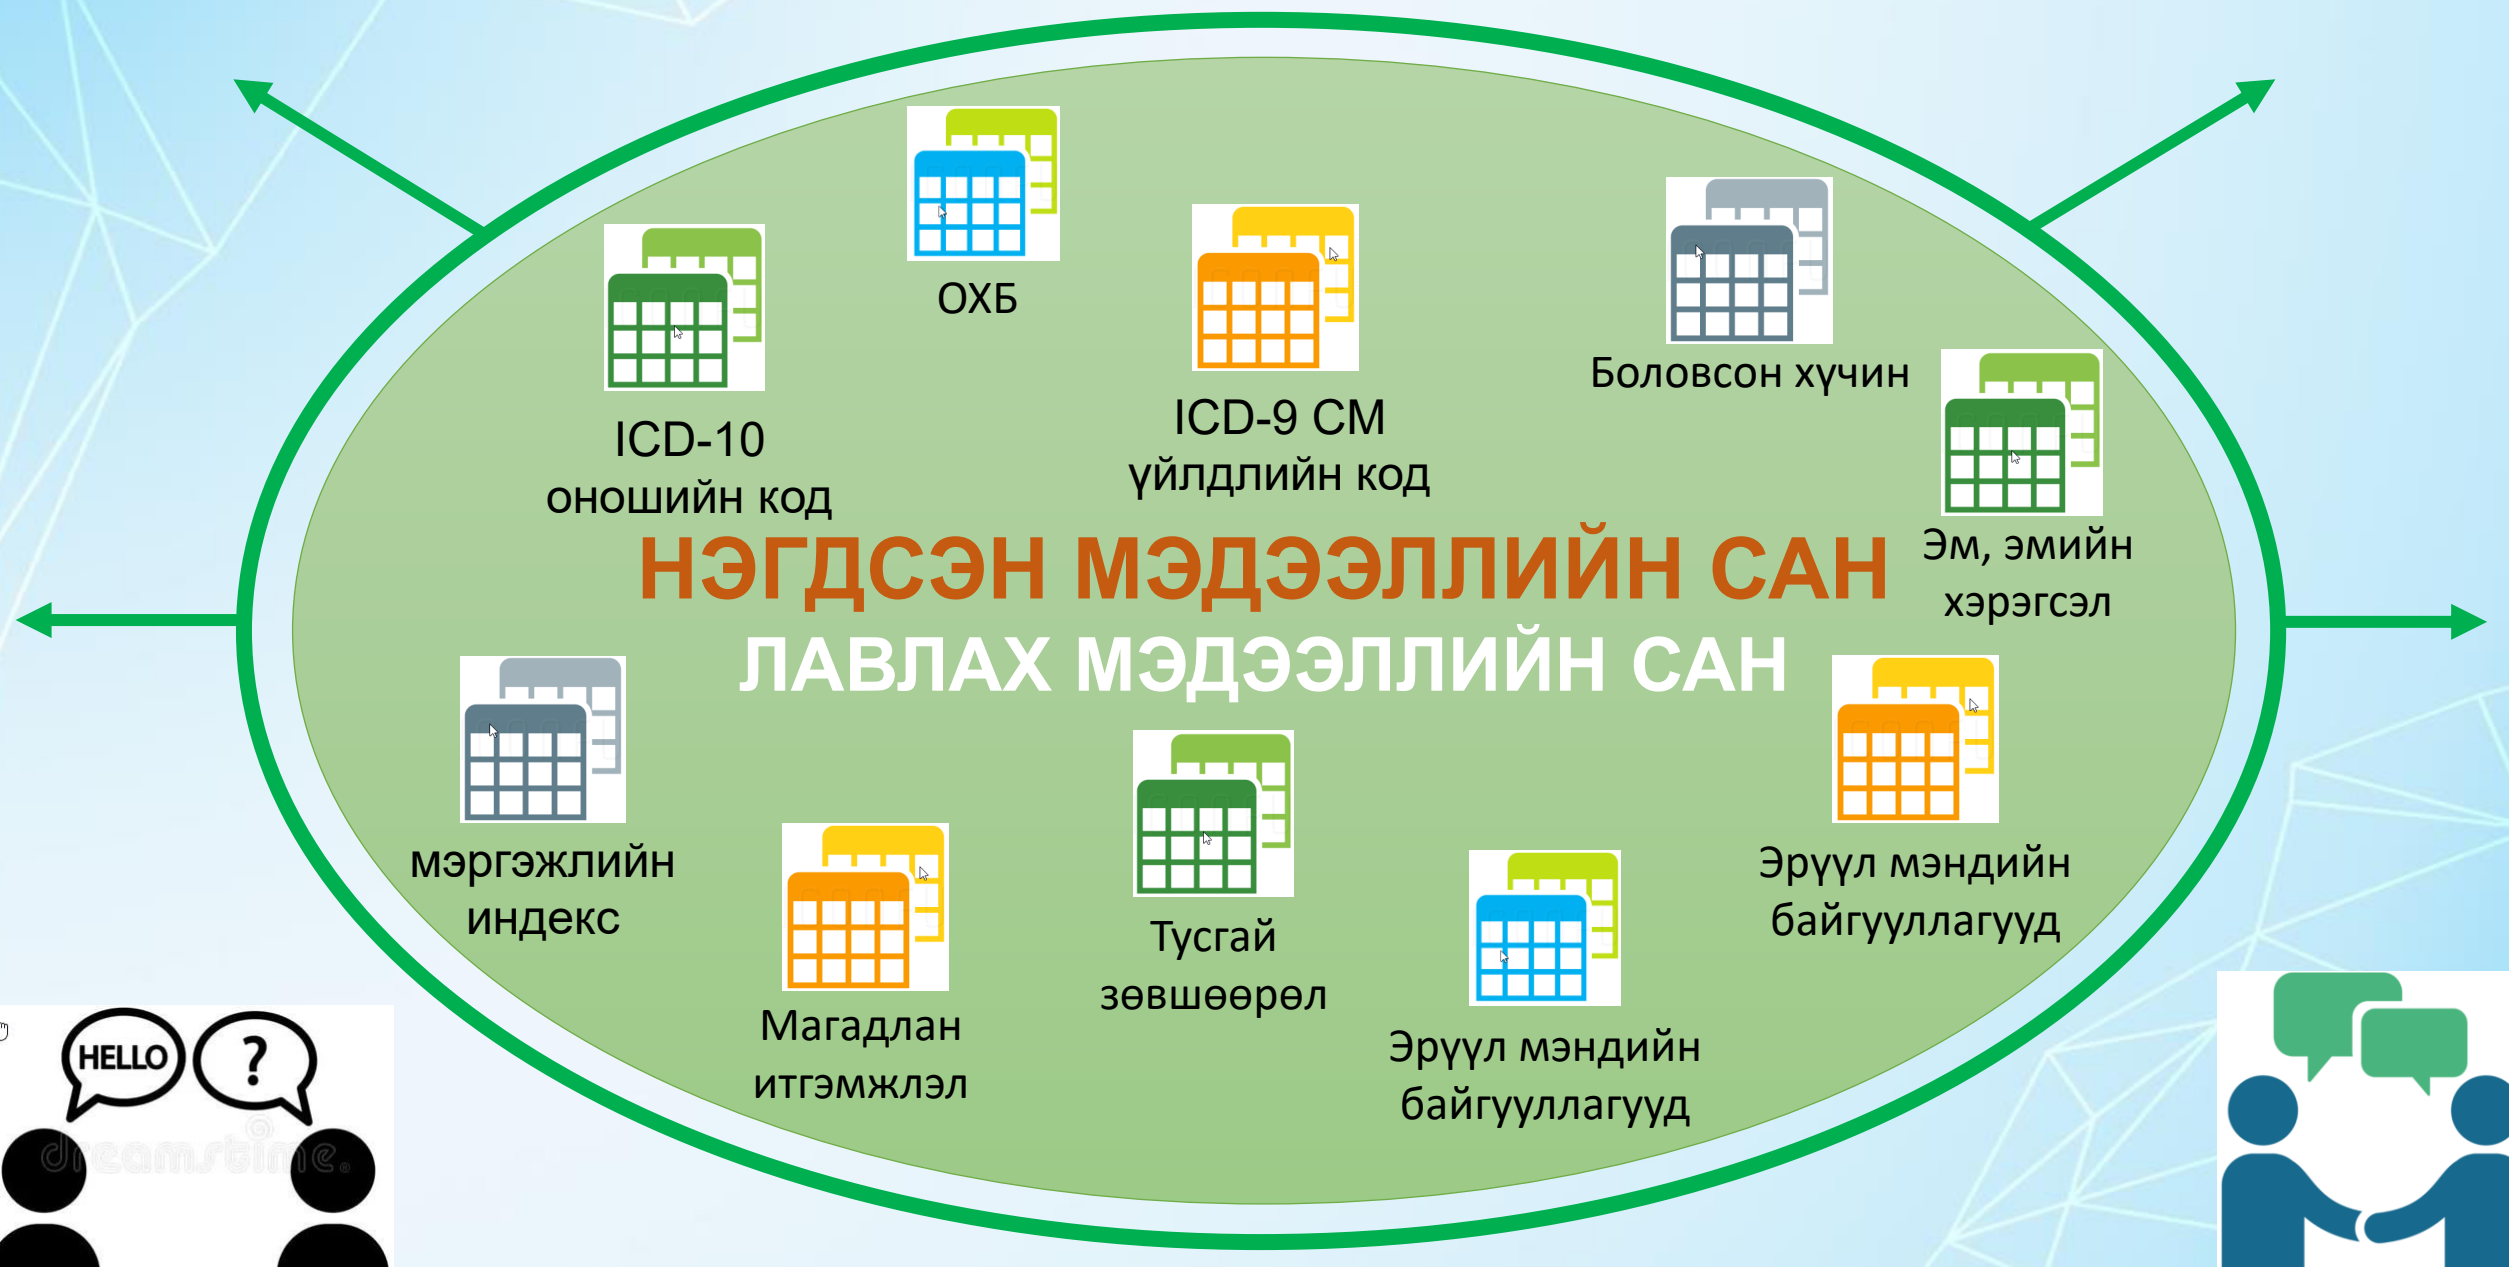 ОХБ
ICD-10
оношийн код
ICD-9 CM
үйлдлийн код
Боловсон хүчин
Эм, эмийн
хэрэгсэл
НЭГДСЭН МЭДЭЭЛЛИЙН САН
ЛАВЛАХ МЭДЭЭЛЛИЙН САН
мэргэжлийн
индекс
Магадлан
итгэмжлэл
Тусгай
зөвшөөрөл
Эрүүл мэндийн
байгууллагууд
Эрүүл мэндийн
байгууллагууд
HELLO
?
dreamstime.